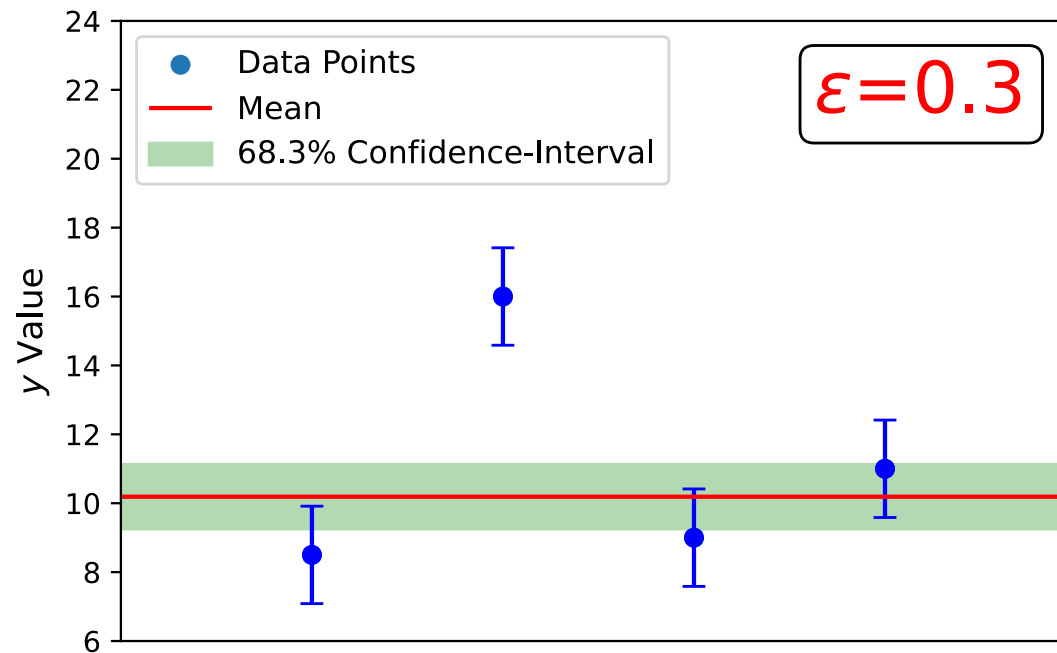 24
22
20
18
16
14
12
10
8
6
y Value
Data Points
Mean
68.3% Confidence-Interval
ε=0.3